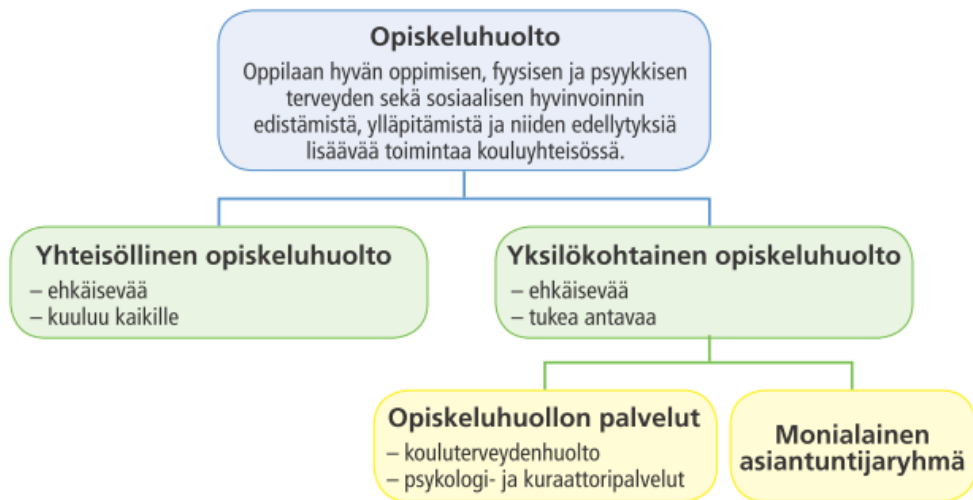 Opiskeluhuolto
Oppilaan hyvän oppimisen, fyysisen ja psyykkisen
terveyden sekä sosiaalisen hyvinvoinnin
edistämistä, ylläpitämistä ja niiden edellytyksiä
lisäävää toimintaa kouluyhteisössä.
Yhteisöllinen opiskeluhuolto
– ehkäisevää
– kuuluu kaikille
Yksilökohtainen opiskeluhuolto
– ehkäisevää
– tukea antavaa
Opiskeluhuollon palvelut
– kouluterveydenhuolto
– psykologi- ja kuraattoripalvelut
Monialainen
asiantuntijaryhmä